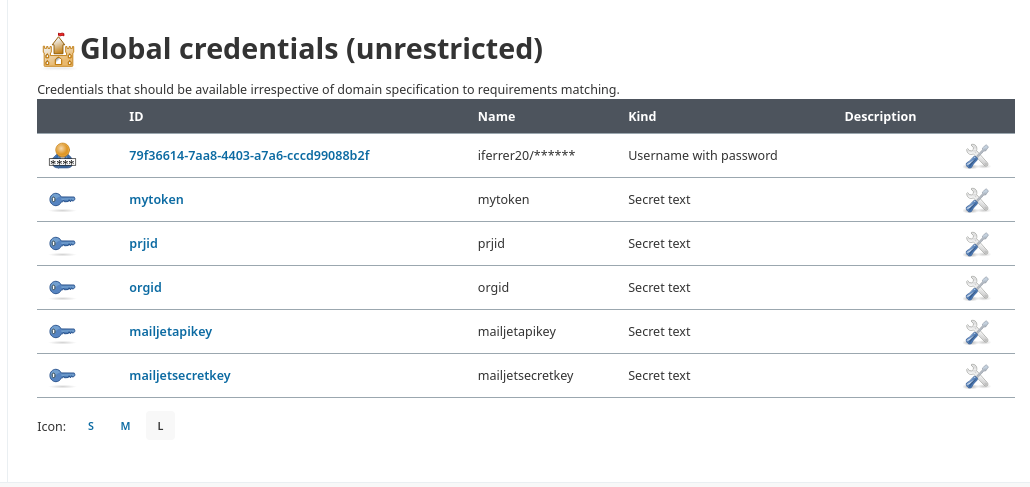 Global credentials (unrestricted)
Credentials that should be available irrespective of domain specification to requirements matching.
ID Name Kind Description
79f36614-7aa8-4403-a7a6-cccd99088b2f iferrer20/****** Username with password
mytoken mytoken Secret text
prjid prjid Secret text
orgid orgid Secret text
mailjetapikey mailjetapikey Secret text
mailjetsecretkey mailjetsecretkey Secret text
Icon: S M L